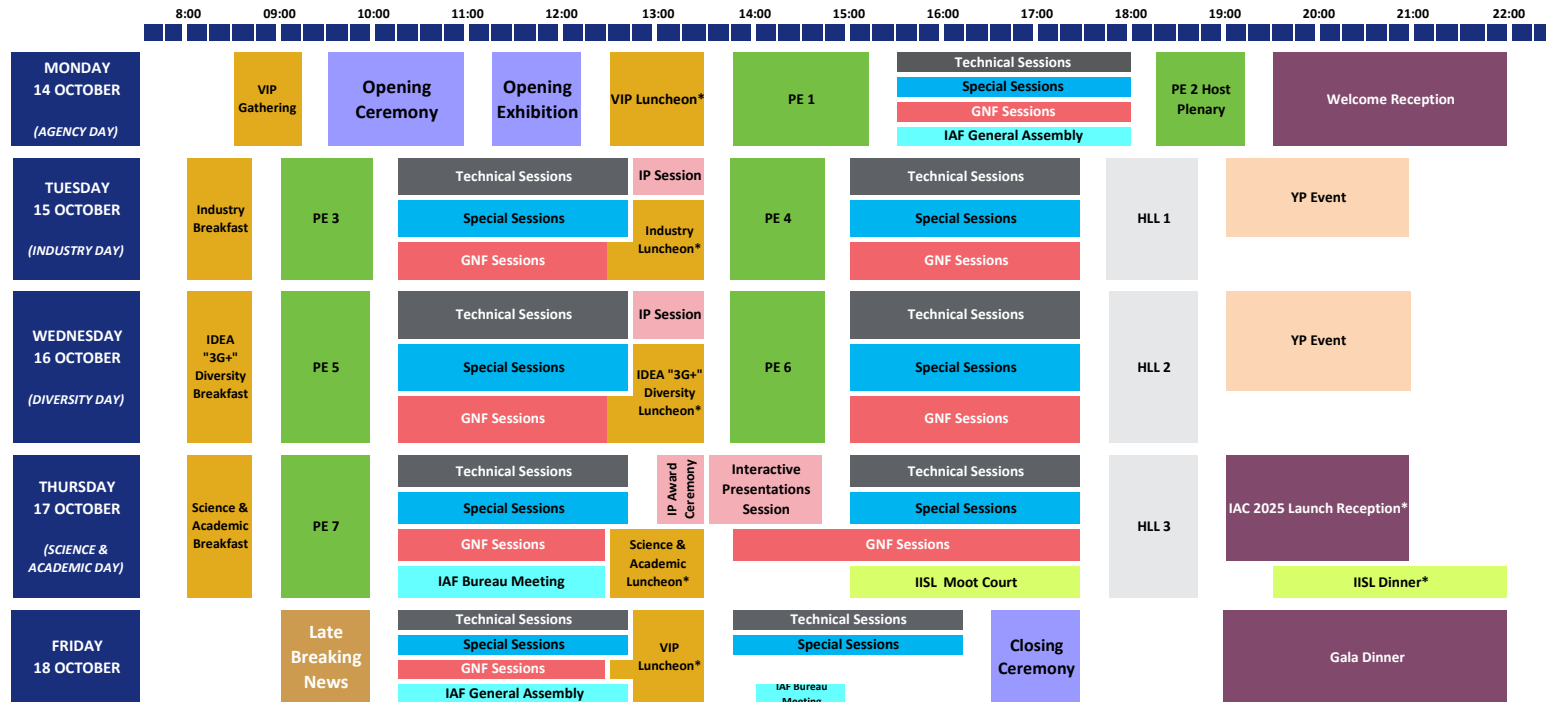 8:00 09:00 10:00 11:00 12:00 13:00 14:00 15:00 16:00 17:00 18:00 19:00 20:00 21:00 22:00
MONDAY
14 OCTOBER
(AGENCY DAY)
VIP
Gathering
Opening
Ceremony
Opening
Exhibition
VIP Luncheon*
PE 1
Technical Sessions
Special Sessions
GNF Sessions
IAF General Assembly
PE 2 Host
Plenary
Welcome Reception
TUESDAY
15 OCTOBER
(INDUSTRY DAY)
Industry
Breakfast
PE 3
Technical Sessions
Special Sessions
GNF Sessions
IP Session
Industry
Luncheon*
PE 4
Technical Sessions
Special Sessions
GNF Sessions
HLL 1
YP Event
WEDNESDAY
16 OCTOBER
(DIVERSITY DAY)
IDEA
"3G+"
Diversity
Breakfast
PE 5
Technical Sessions
Special Sessions
GNF Sessions
IP Session
IDEA "3G+"
Diversity
Luncheon*
PE 6
Technical Sessions
Special Sessions
GNF Sessions
HLL 2
YP Event
THURSDAY
17 OCTOBER
(SCIENCE &
ACADEMIC DAY)
Science &
Academic
Breakfast
PE 7
Technical Sessions
Special Sessions
GNF Sessions
IAF Bureau Meeting
IP Award
Ceremony
Science &
Academic
Luncheon*
Interactive
Presentations
Session
Technical Sessions
Special Sessions
GNF Sessions
IISL Moot Court
HLL 3
IAC 2025 Launch Reception*
IISL Dinner*
FRIDAY
18 OCTOBER
Late
Breaking
News
Technical Sessions
Special Sessions
GNF Sessions
IAF General Assembly
VIP
Luncheon*
Technical Sessions
Special Sessions
IAF Bureau
Meeting
Closing
Ceremony
Gala Dinner